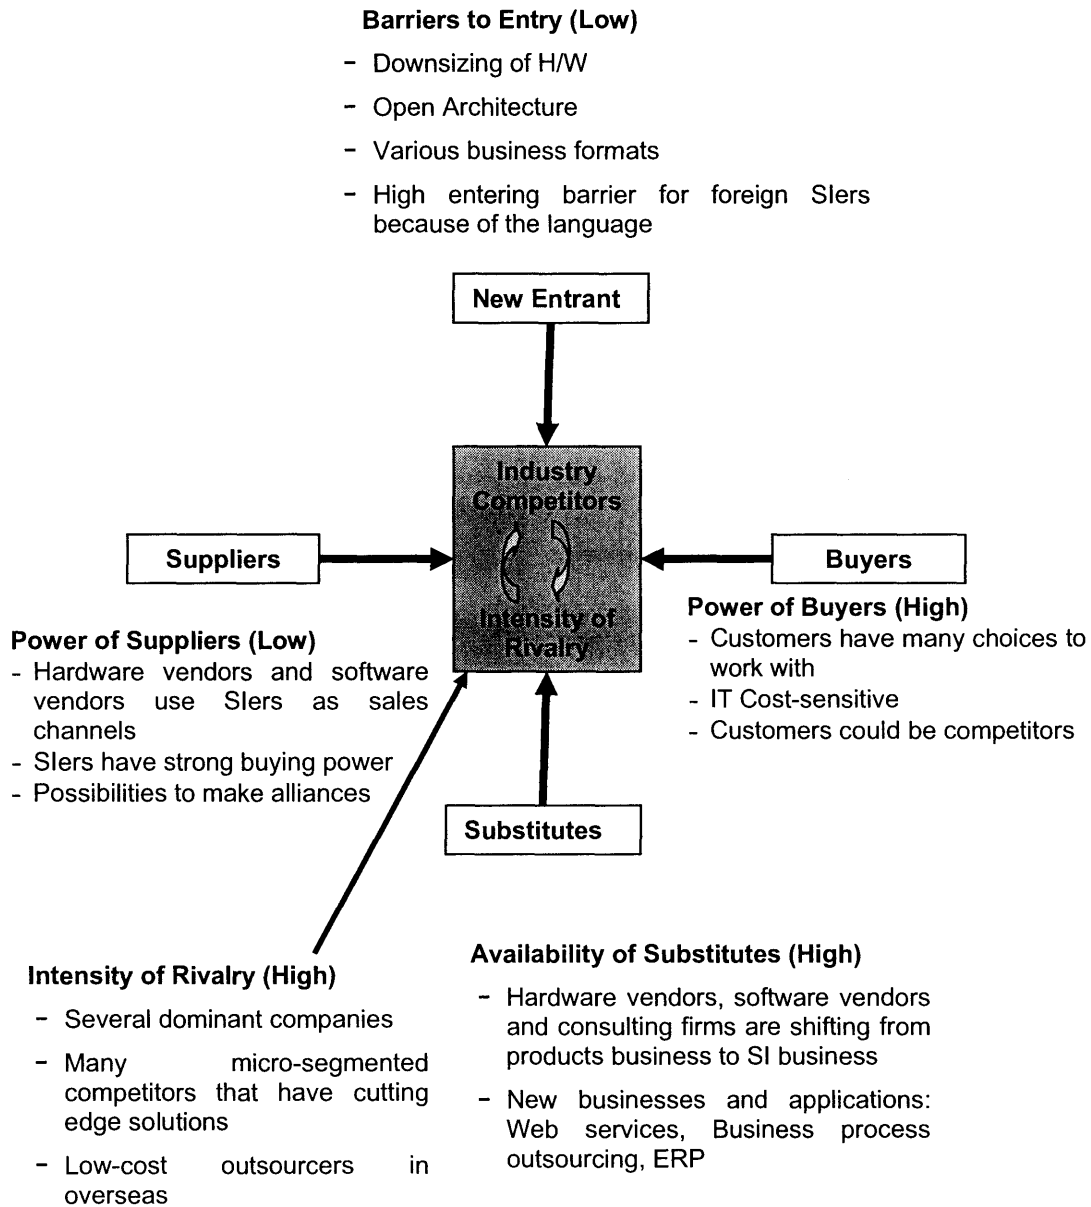 Barriers to Entry (Low)
- Downsizing of H/W
- Open Architecture
- Various business formats
- High entering barrier for foreign SIers
because of the language
New Entrant
Industry
Competitors
Intensity of
Rivalry
Suppliers
Buyers
Power of Suppliers (Low)
- Hardware vendors and software
vendors use SIers as sales
channels
- SIers have strong buying power
- Possibilities to make alliances
Power of Buyers (High)
- Customers have many choices to
work with
- IT Cost-sensitive
- Customers could be competitors
Substitutes
Intensity of Rivalry (High)
- Several dominant companies
- Many micro-segmented
competitors that have cutting
edge solutions
- Low-cost outsourcers in
overseas
Availability of Substitutes (High)
- Hardware vendors, software vendors
and consulting firms are shifting from
products business to SI business
- New businesses and applications:
Web services, Business process
outsourcing, ERP